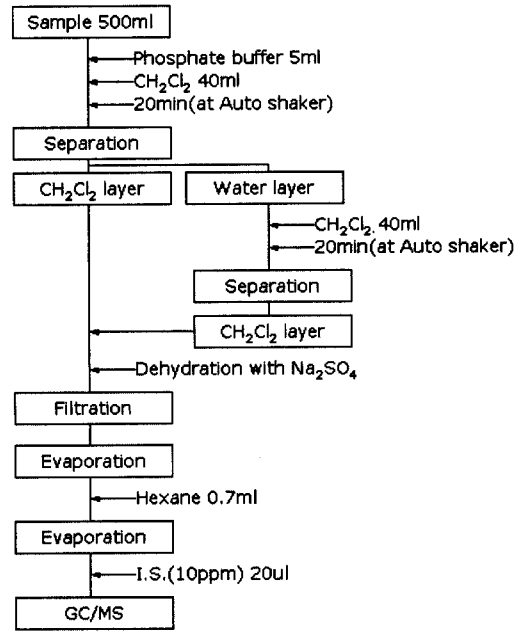 Sample 500ml
Phosphate buffer 5ml
CH₂Cl₂ 40ml
20min(at Auto shaker)
Separation
CH₂Cl₂ layer
Water layer
CH₂Cl₂. 40ml
20min(at Auto shaker)
Separation
CH₂Cl₂ layer
Dehydration with Na₂SO₄
Filtration
Evaporation
Hexane 0.7ml
Evaporation
I.S.(10ppm) 20ul
GC/MS